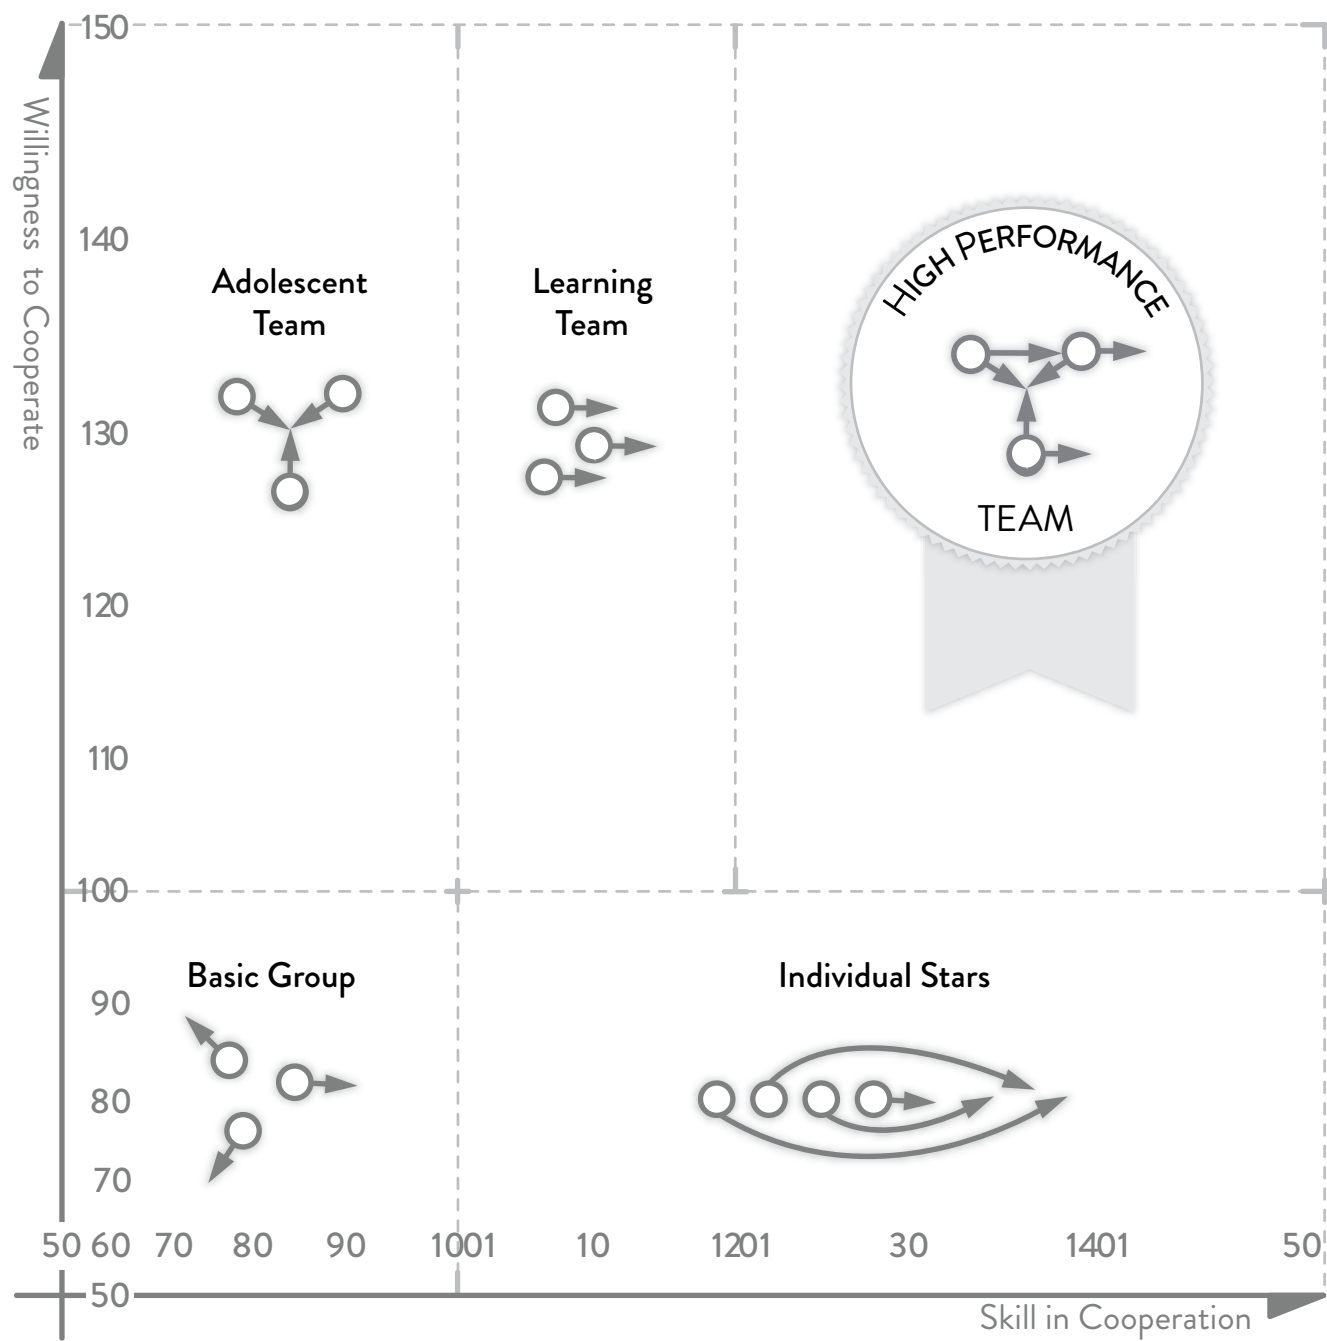 150
Willingness to Cooperate
140
HIGH PERFORMANCE
Adolescent
Team
Learning
Team
130
TEAM
120
110
100
Basic Group
Individual Stars
90
80
70
50 60 70 80 90 1001 10 1201 30 1401 50
50
Skill in Cooperation